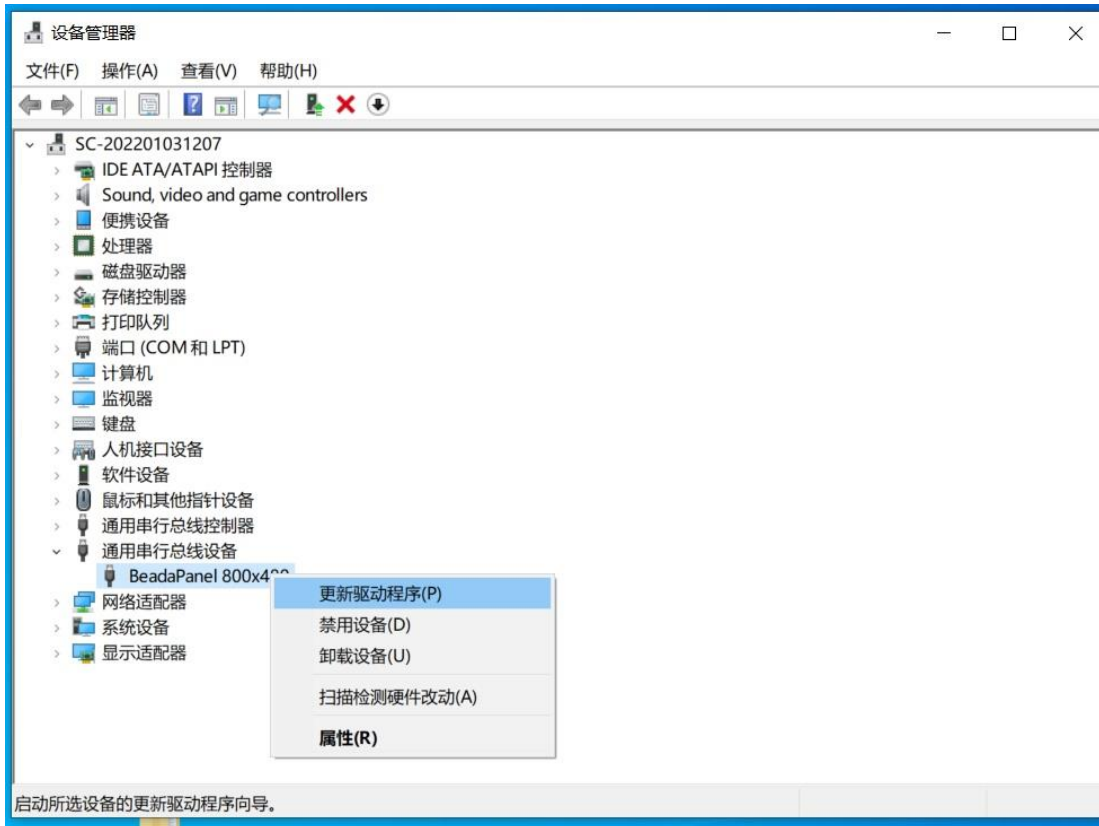 设备管理器
文件(F) 操作(A) 查看(V) 帮助(H)
SC-202201031207
IDE ATA/ATAPI 控制器
Sound, video and game controllers
便携设备
处理器
磁盘驱动器
存储控制器
打印队列
端口 (COM 和 LPT)
计算机
监视器
键盘
人机接口设备
软件设备
鼠标和其他指针设备
通用串行总线控制器
通用串行总线设备
BeadaPanel 800x480
网络适配器
系统设备
显示适配器
更新驱动程序(P)
禁用设备(D)
卸载设备(U)
扫描检测硬件改动(A)
属性(R)
启动所选设备的更新驱动程序向导。